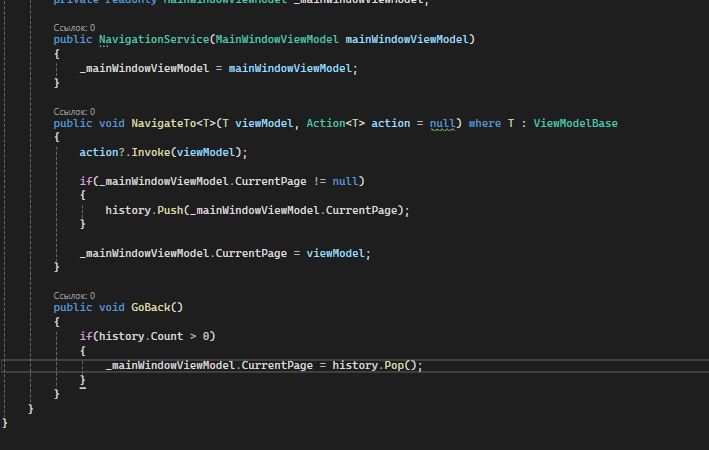 private readonly MainWindowViewModel _mainWindowViewModel;
Ссылок: 0
public NavigationService(MainWindowViewModel mainWindowViewModel)
{
_mainWindowViewModel = mainWindowViewModel;
}
Ссылок: 0
public void NavigateTo<T>(T viewModel, Action<T> action = null) where T : ViewModelBase
{
action?.Invoke(viewModel);
if(_mainWindowViewModel.CurrentPage != null)
{
history.Push(_mainWindowViewModel.CurrentPage);
}
_mainWindowViewModel.CurrentPage = viewModel;
}
Ссылок: 0
public void GoBack()
{
if(history.Count > 0)
{
_mainWindowViewModel.CurrentPage = history.Pop();
}
}
}
}